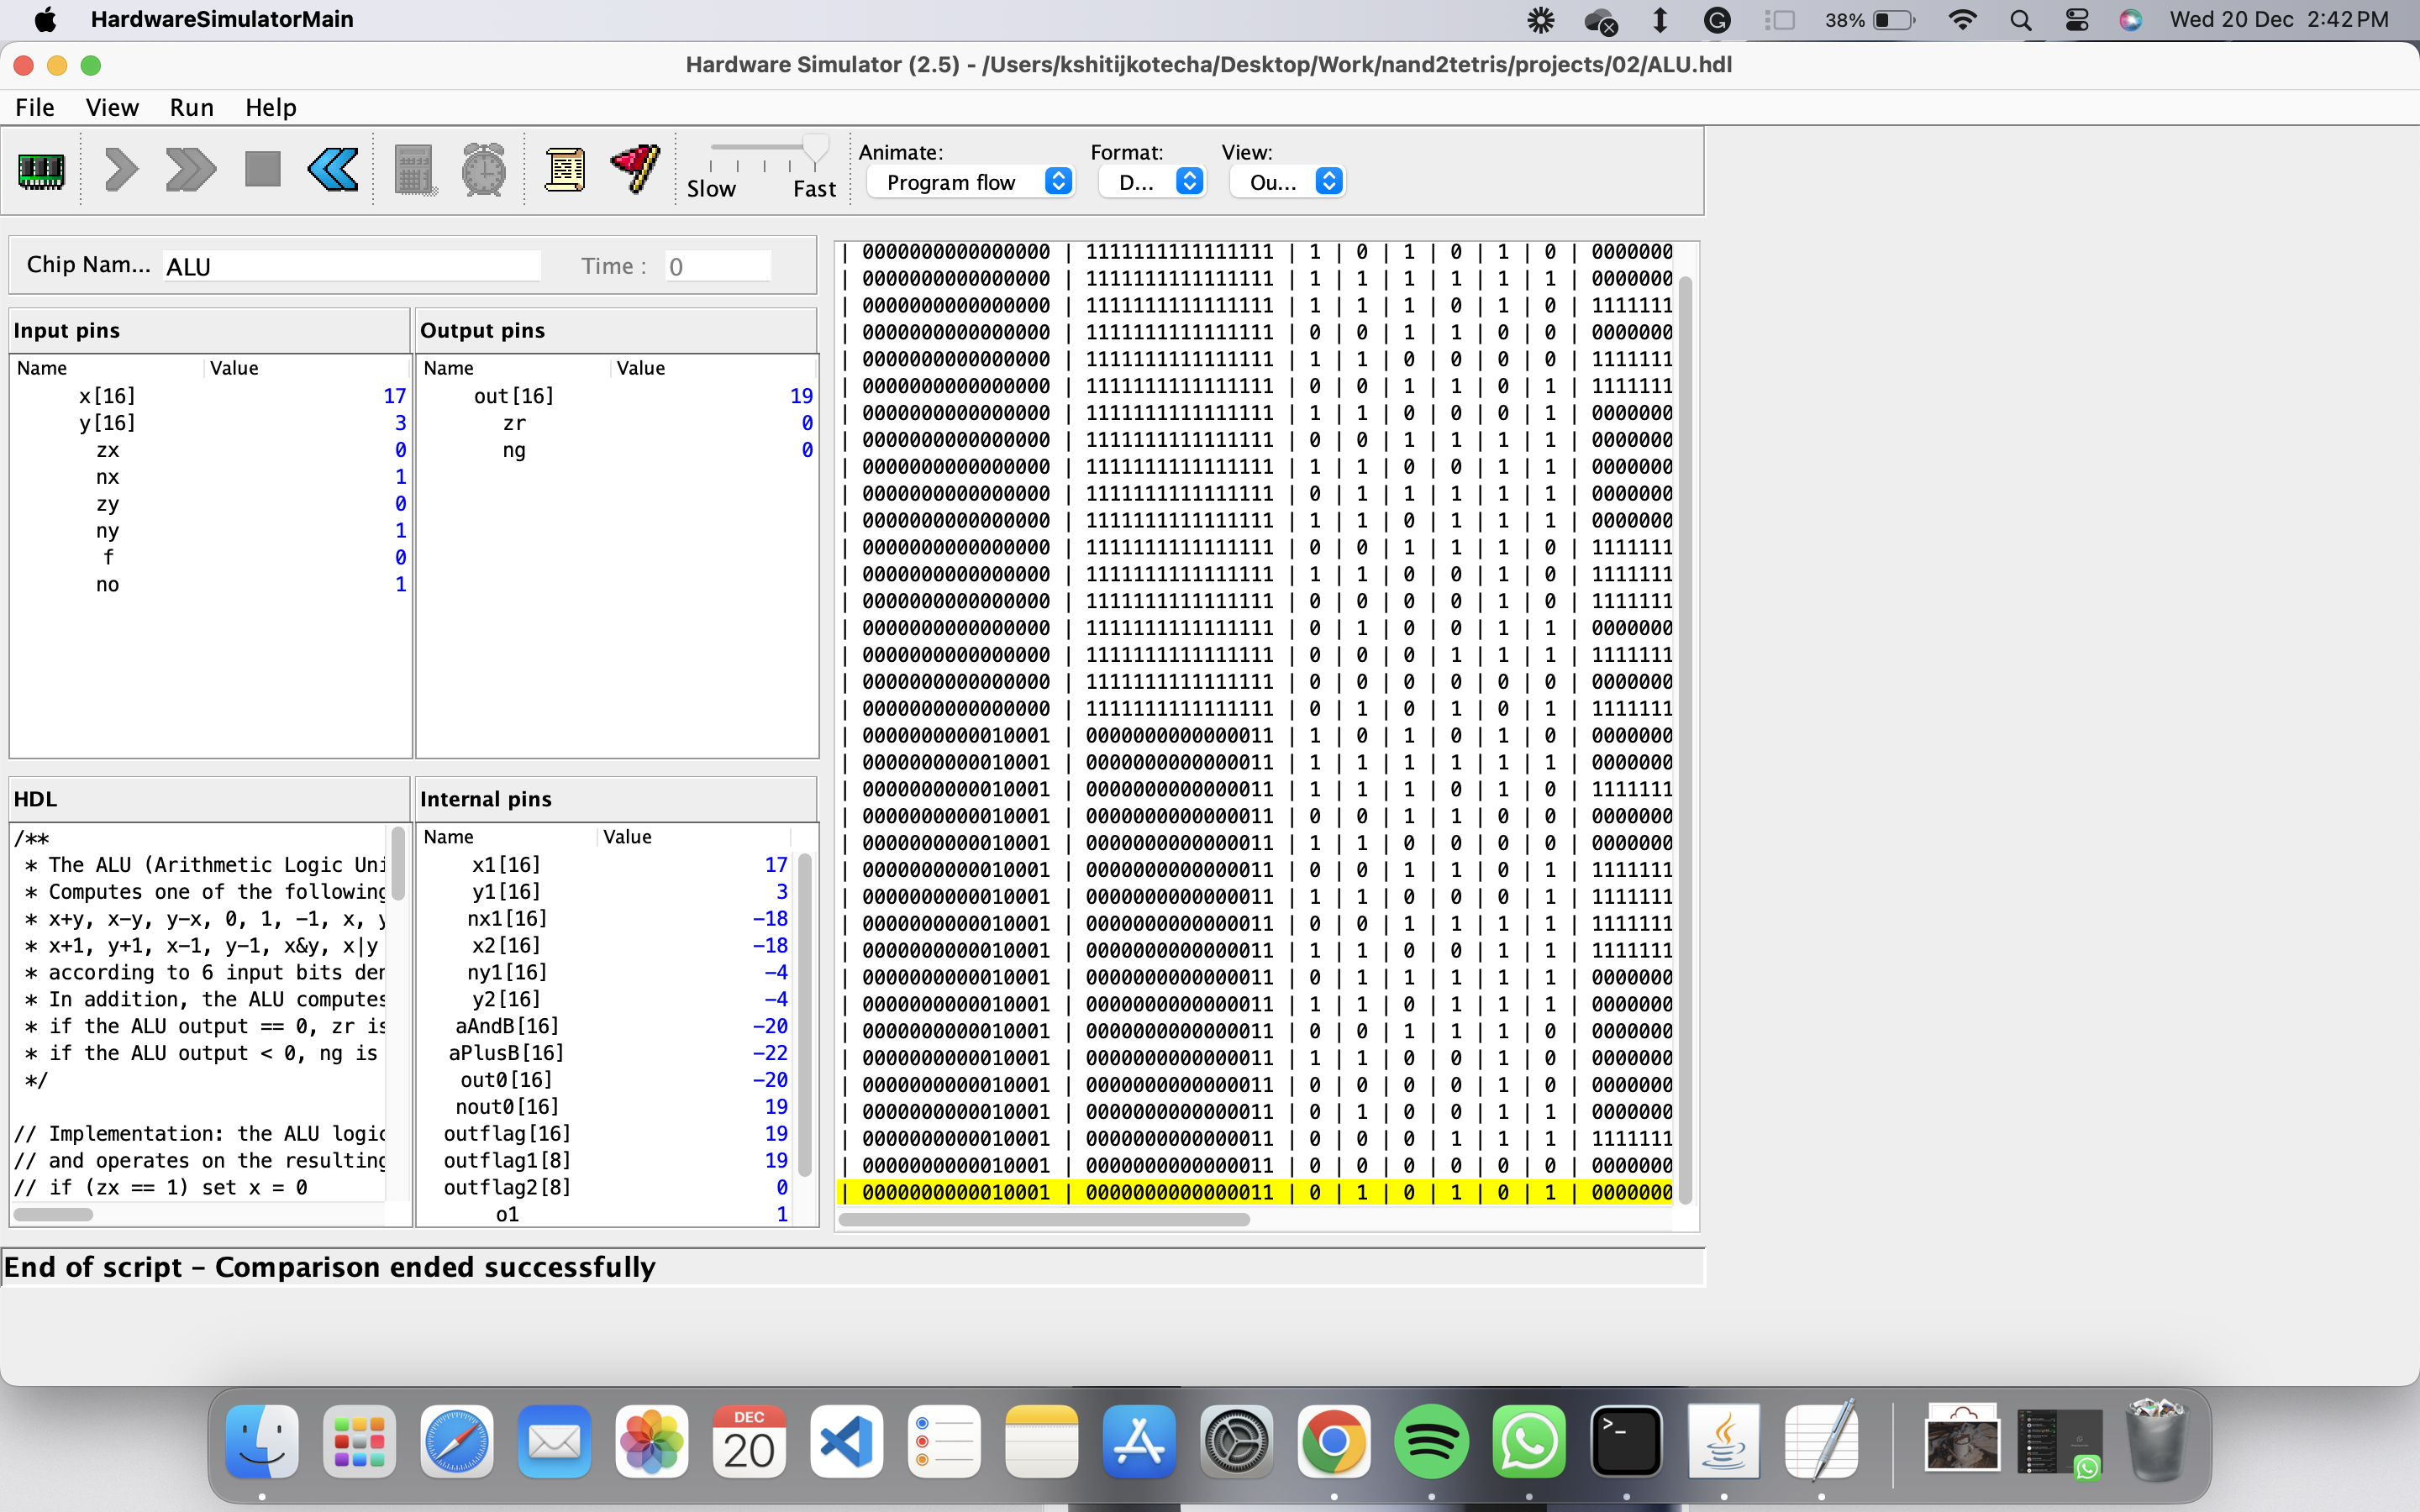 HardwareSimulatorMain
38%
Wed 20 Dec 2:42 PM
Hardware Simulator (2.5) - /Users/kshitijkotecha/Desktop/Work/nand2tetris/projects/02/ALU.hdl
File View Run Help
Slow Fast
Animate: Format: View:
Program flow D... Ou...
Chip Nam... ALU Time : 0
Input pins
Name Value
x[16] 17
y[16] 3
zx 0
nx 1
zy 0
ny 1
f 0
no 1
Output pins
Name Value
out[16] 19
zr 0
ng 0
HDL
/**
* The ALU (Arithmetic Logic Uni
* Computes one of the following
* x+y, x-y, y-x, 0, 1, -1, x, y
* x+1, y+1, x-1, y-1, x&y, x|y
* according to 6 input bits den
* In addition, the ALU computes
* if the ALU output == 0, zr is
* if the ALU output < 0, ng is
*/
// Implementation: the ALU logic
// and operates on the resulting
// if (zx == 1) set x = 0
Internal pins
Name Value
x1[16] 17
y1[16] 3
nx1[16] -18
x2[16] -18
ny1[16] -4
y2[16] -4
aAndB[16] -20
aPlusB[16] -22
out0[16] -20
nout0[16] 19
outflag[16] 19
outflag1[8] 19
outflag2[8] 0
o1 1
| 0000000000000000 | 1111111111111111 | 1 | 0 | 1 | 0 | 1 | 0 | 0000000
| 0000000000000000 | 1111111111111111 | 1 | 1 | 1 | 1 | 1 | 1 | 0000000
| 0000000000000000 | 1111111111111111 | 1 | 1 | 1 | 0 | 1 | 0 | 1111111
| 0000000000000000 | 1111111111111111 | 0 | 0 | 1 | 1 | 0 | 0 | 0000000
| 0000000000000000 | 1111111111111111 | 1 | 1 | 0 | 0 | 0 | 0 | 1111111
| 0000000000000000 | 1111111111111111 | 0 | 0 | 1 | 1 | 0 | 1 | 1111111
| 0000000000000000 | 1111111111111111 | 1 | 1 | 0 | 0 | 0 | 1 | 0000000
| 0000000000000000 | 1111111111111111 | 0 | 0 | 1 | 1 | 1 | 1 | 0000000
| 0000000000000000 | 1111111111111111 | 1 | 1 | 0 | 0 | 1 | 1 | 0000000
| 0000000000000000 | 1111111111111111 | 0 | 1 | 1 | 1 | 1 | 1 | 0000000
| 0000000000000000 | 1111111111111111 | 1 | 1 | 0 | 1 | 1 | 1 | 0000000
| 0000000000000000 | 1111111111111111 | 0 | 0 | 1 | 1 | 1 | 0 | 1111111
| 0000000000000000 | 1111111111111111 | 1 | 1 | 0 | 0 | 1 | 0 | 1111111
| 0000000000000000 | 1111111111111111 | 0 | 0 | 0 | 0 | 1 | 0 | 1111111
| 0000000000000000 | 1111111111111111 | 0 | 1 | 0 | 0 | 1 | 1 | 0000000
| 0000000000000000 | 1111111111111111 | 0 | 0 | 0 | 1 | 1 | 1 | 1111111
| 0000000000000000 | 1111111111111111 | 0 | 0 | 0 | 0 | 0 | 0 | 0000000
| 0000000000000000 | 1111111111111111 | 0 | 1 | 0 | 1 | 0 | 1 | 1111111
| 0000000000010001 | 0000000000000011 | 1 | 0 | 1 | 0 | 1 | 0 | 0000000
| 0000000000010001 | 0000000000000011 | 1 | 1 | 1 | 1 | 1 | 1 | 0000000
| 0000000000010001 | 0000000000000011 | 1 | 1 | 1 | 0 | 1 | 0 | 1111111
| 0000000000010001 | 0000000000000011 | 0 | 0 | 1 | 1 | 0 | 0 | 0000000
| 0000000000010001 | 0000000000000011 | 1 | 1 | 0 | 0 | 0 | 0 | 0000000
| 0000000000010001 | 0000000000000011 | 0 | 0 | 1 | 1 | 0 | 1 | 1111111
| 0000000000010001 | 0000000000000011 | 1 | 1 | 0 | 0 | 0 | 1 | 1111111
| 0000000000010001 | 0000000000000011 | 0 | 0 | 1 | 1 | 1 | 1 | 1111111
| 0000000000010001 | 0000000000000011 | 1 | 1 | 0 | 0 | 1 | 1 | 1111111
| 0000000000010001 | 0000000000000011 | 0 | 1 | 1 | 1 | 1 | 1 | 0000000
| 0000000000010001 | 0000000000000011 | 1 | 1 | 0 | 1 | 1 | 1 | 0000000
| 0000000000010001 | 0000000000000011 | 0 | 0 | 1 | 1 | 1 | 0 | 0000000
| 0000000000010001 | 0000000000000011 | 1 | 1 | 0 | 0 | 1 | 0 | 0000000
| 0000000000010001 | 0000000000000011 | 0 | 0 | 0 | 0 | 1 | 0 | 0000000
| 0000000000010001 | 0000000000000011 | 0 | 1 | 0 | 0 | 1 | 1 | 0000000
| 0000000000010001 | 0000000000000011 | 0 | 0 | 0 | 1 | 1 | 1 | 1111111
| 0000000000010001 | 0000000000000011 | 0 | 0 | 0 | 0 | 0 | 0 | 0000000
| 0000000000010001 | 0000000000000011 | 0 | 1 | 0 | 1 | 0 | 1 | 0000000
End of script - Comparison ended successfully
DEC
20
>_